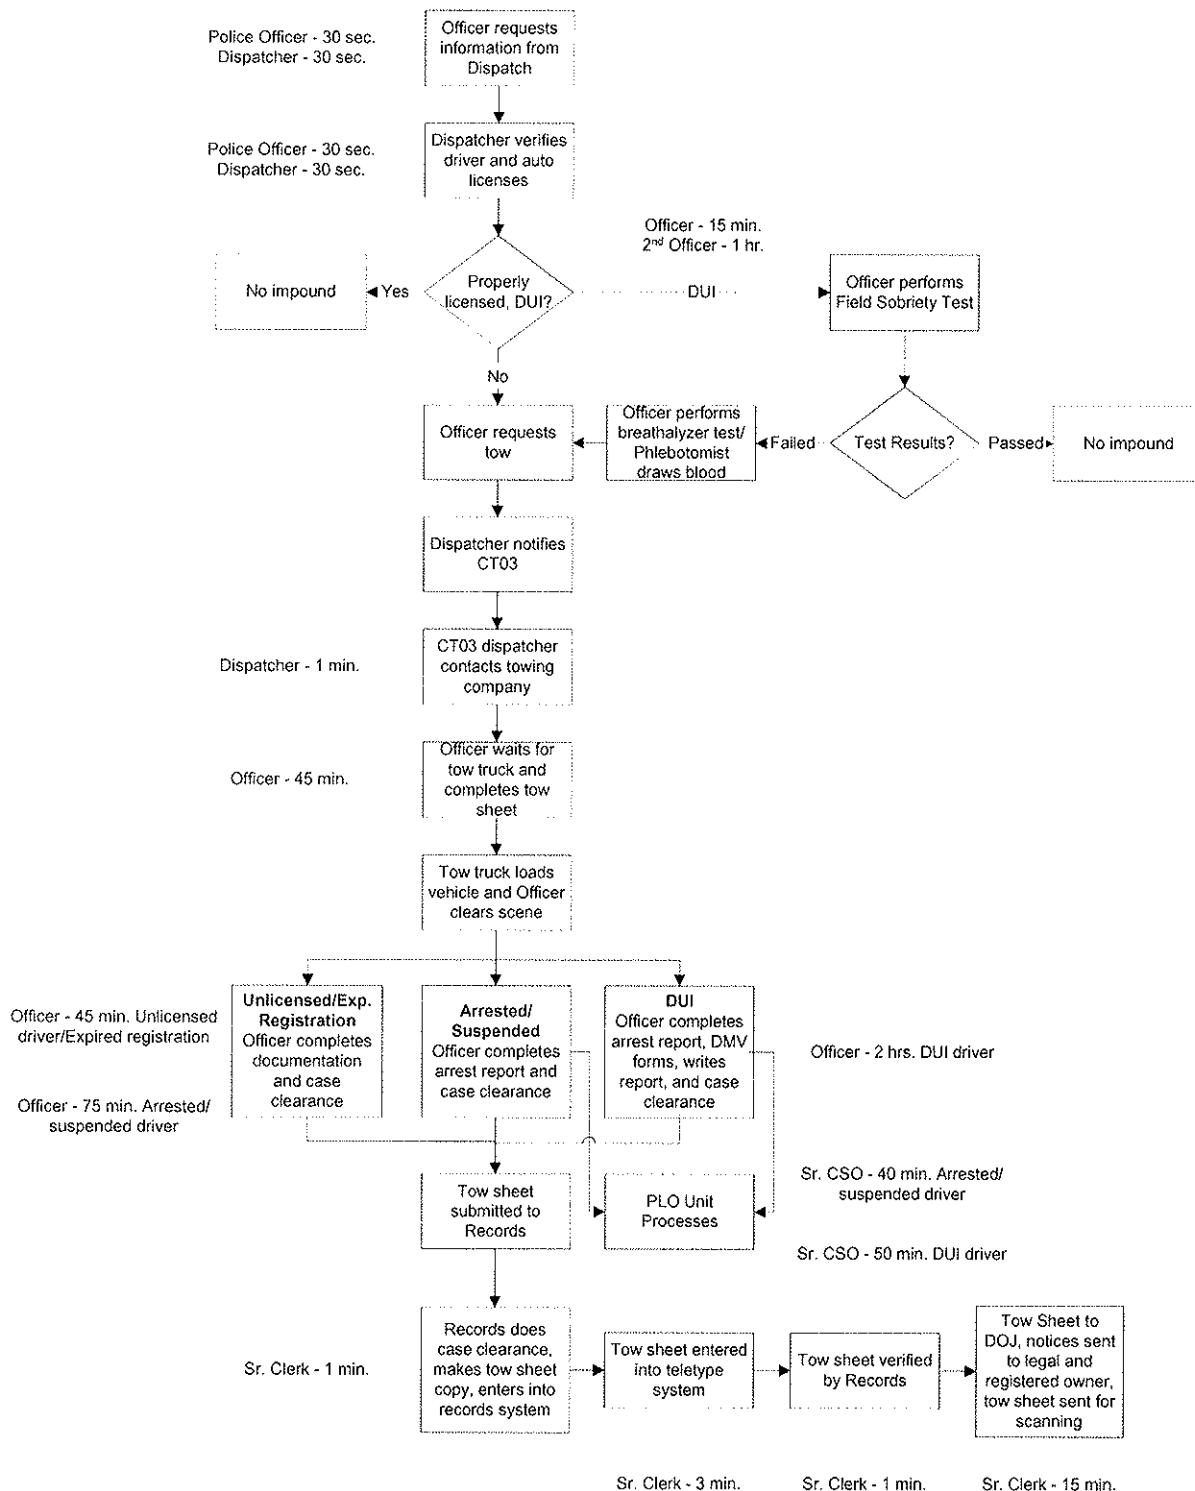 Police Officer - 30 sec.
Dispatcher - 30 sec.
Officer requests
information from
Dispatch
Police Officer - 30 sec.
Dispatcher - 30 sec.
Dispatcher verifies
driver and auto
licenses
Officer - 15 min.
2nd Officer - 1 hr.
No impound
Yes
Properly
licensed, DUI?
DUI
Officer performs
Field Sobriety Test
No
Officer requests
tow
Officer performs
breathalyzer test/
Phlebotomist
draws blood
Failed
Test Results?
Passed
No impound
Dispatcher notifies
CT03
Dispatcher - 1 min.
CT03 dispatcher
contacts towing
company
Officer - 45 min.
Officer waits for
tow truck and
completes tow
sheet
Tow truck loads
vehicle and Officer
clears scene
Officer - 45 min. Unlicensed
driver/Expired registration
Officer - 75 min. Arrested/
suspended driver
Unlicensed/Exp.
Registration
Officer completes
documentation
and case
clearance
Arrested/
Suspended
Officer completes
arrest report and
case clearance
DUI
Officer completes
arrest report, DMV
forms, writes
report, and case
clearance
Officer - 2 hrs. DUI driver
Tow sheet
submitted to
Records
PLO Unit
Processes
Sr. CSO - 40 min. Arrested/
suspended driver
Sr. CSO - 50 min. DUI driver
Sr. Clerk - 1 min.
Records does
case clearance,
makes tow sheet
copy, enters into
records system
Tow sheet entered
into teletype
system
Tow sheet verified
by Records
Tow Sheet to
DOJ, notices sent
to legal and
registered owner,
tow sheet sent for
scanning
Sr. Clerk - 3 min.
Sr. Clerk - 1 min.
Sr. Clerk - 15 min.